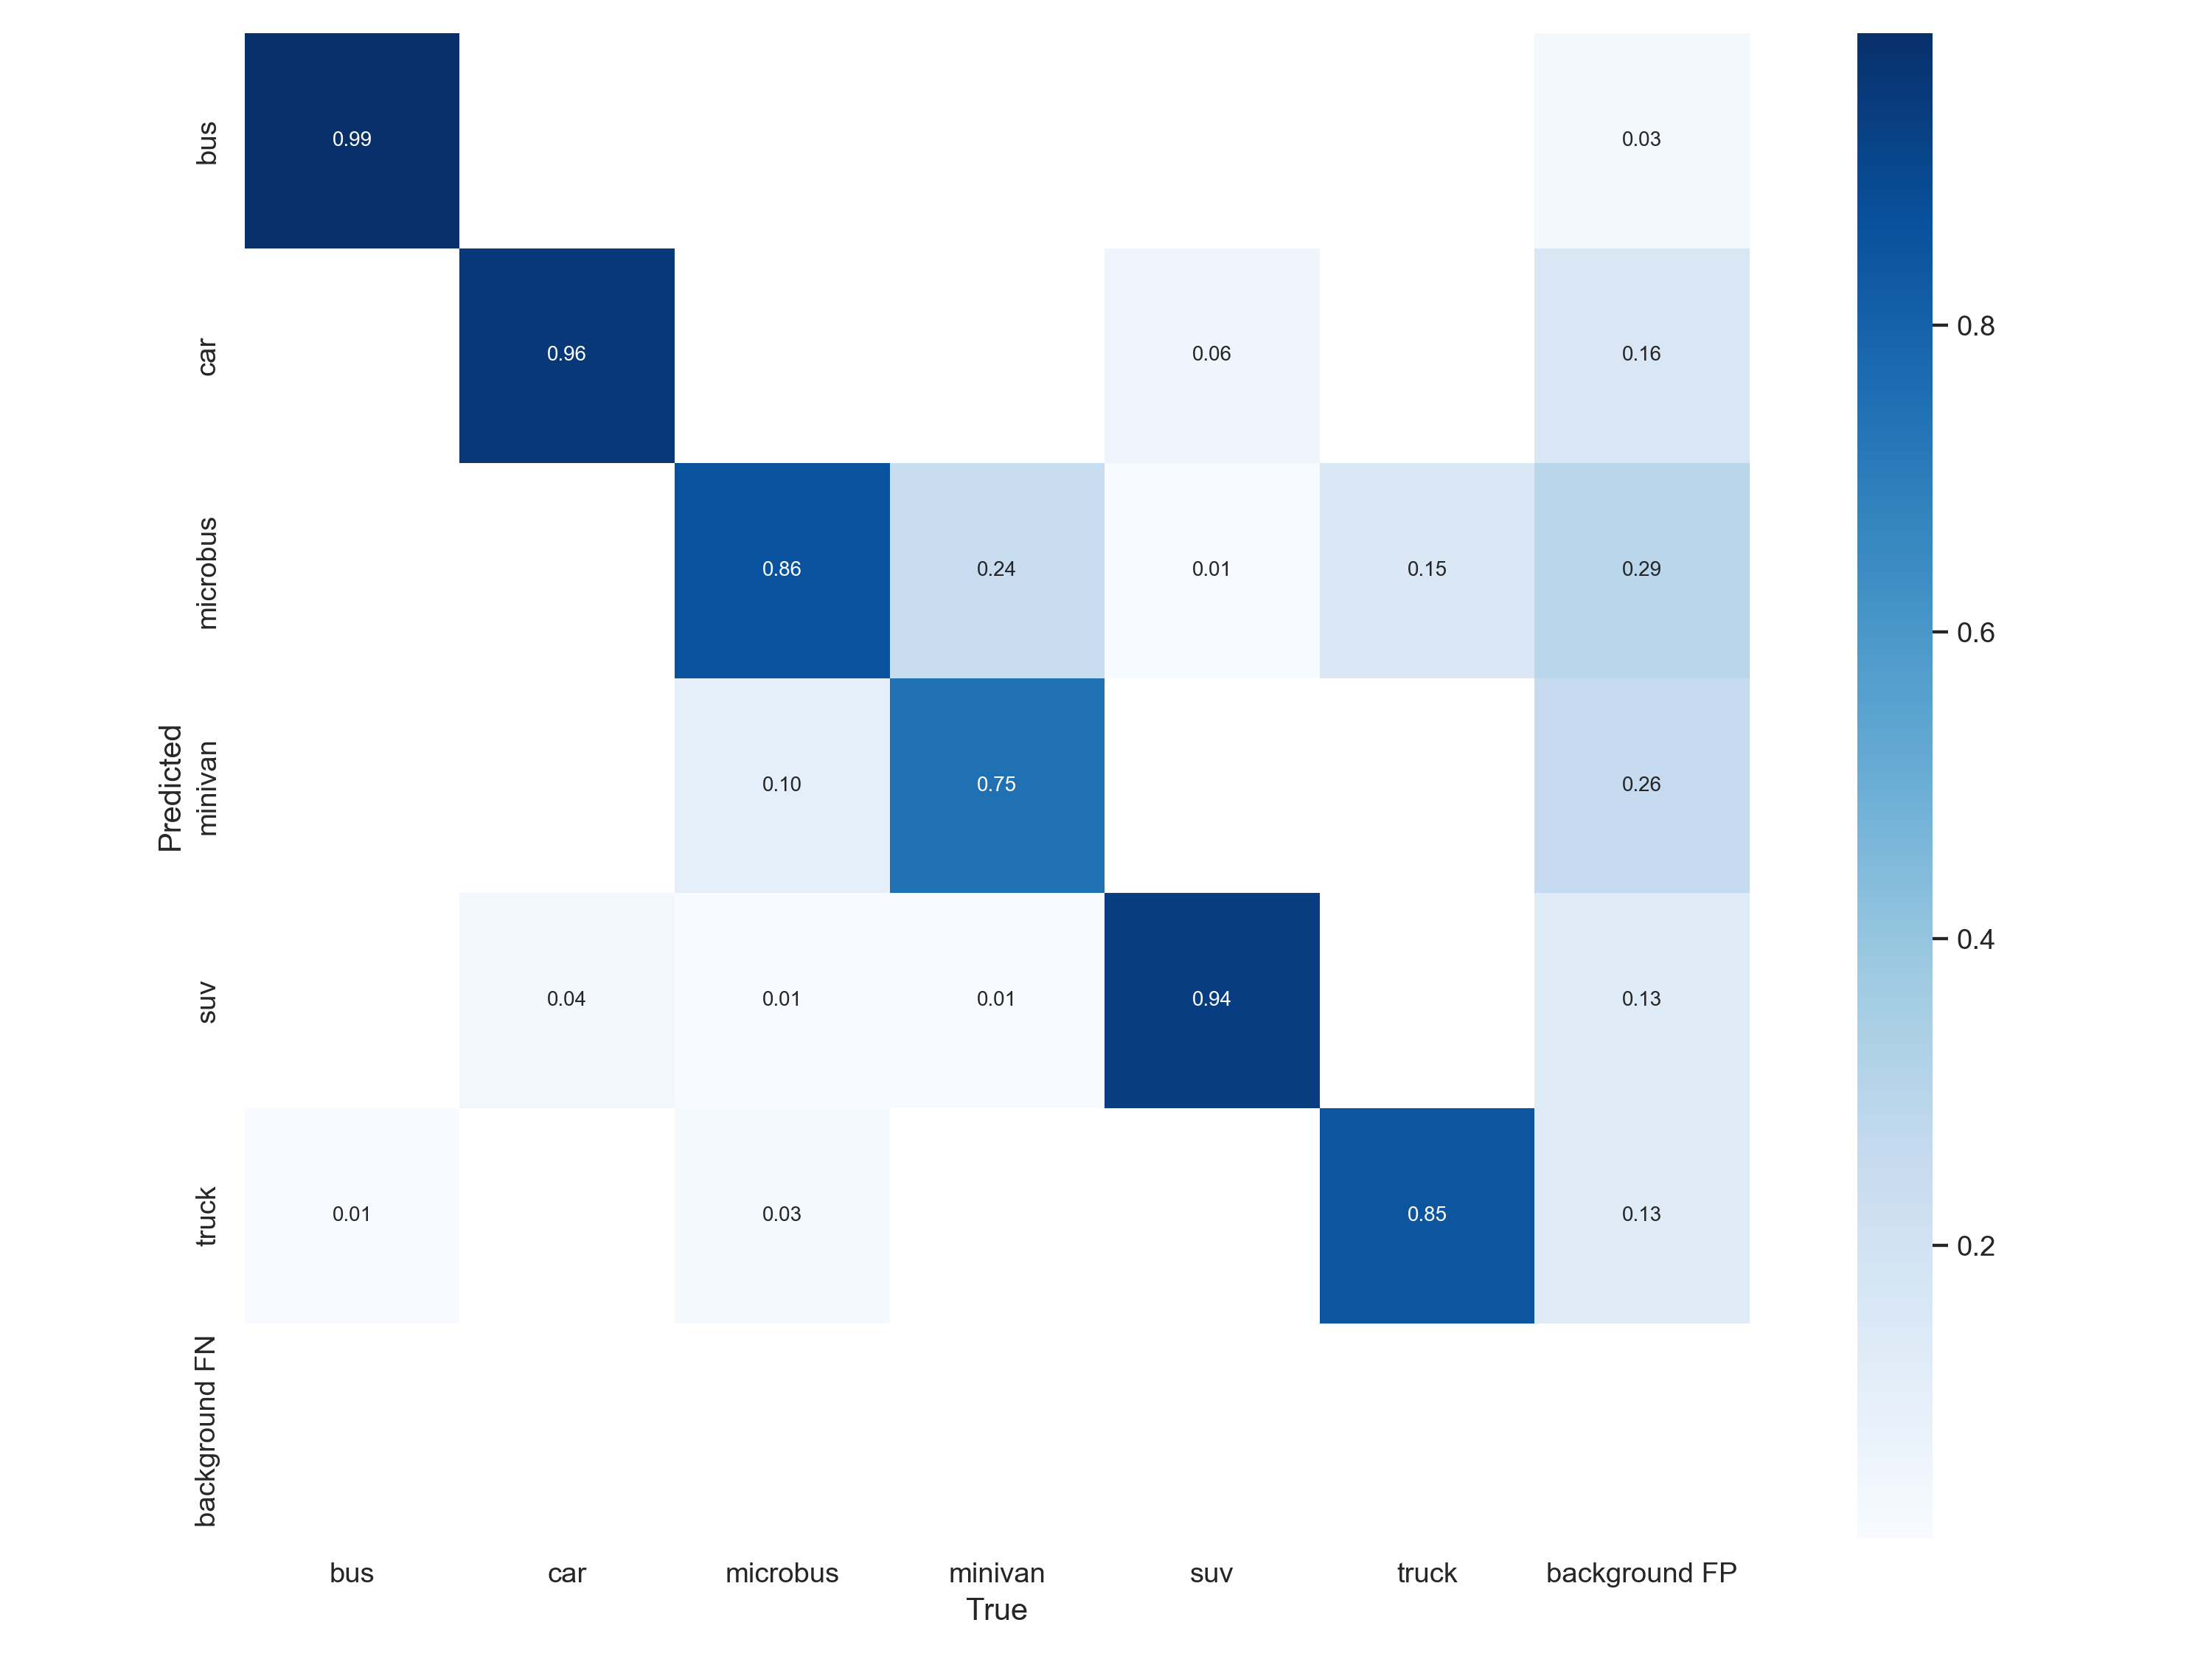 bus
0.99
0.03
car
0.96
0.06
0.16
microbus
0.86
0.24
0.01
0.15
0.29
Predicted
minivan
0.10
0.75
0.26
suv
0.04
0.01
0.01
0.94
0.13
truck
0.01
0.03
0.85
0.13
background FN
bus
car
microbus
minivan
suv
truck
background FP
True
0.8
0.6
0.4
0.2